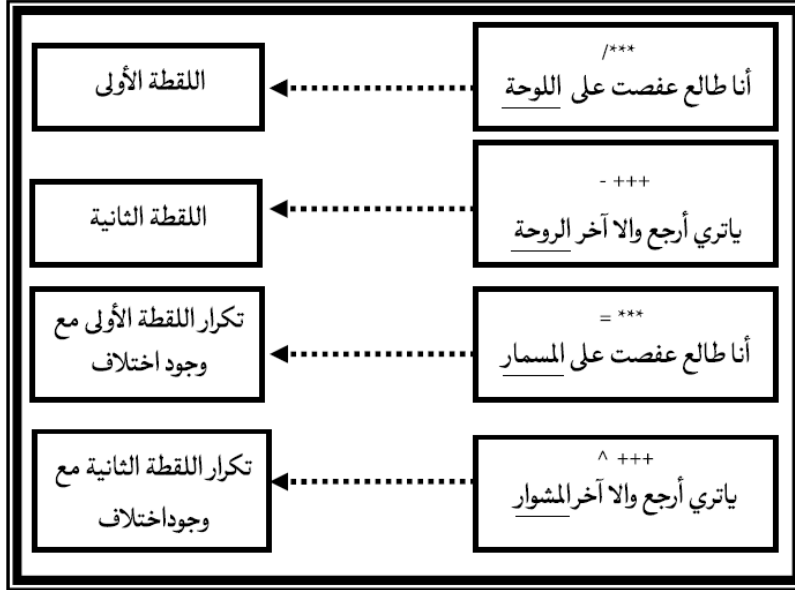 /***
أنا طالع عفصت على اللوحة
اللقطة الأولى
- +++
ياتري أرجع والا آخر الروحة
اللقطة الثانية
= ***
أنا طالع عفصت على المسمار
تكرار اللقطة الأولى مع
وجود اختلاف
^ +++
ياتري أرجع والا آخر المشوار
تكرار اللقطة الثانية مع
وجوداختلاف